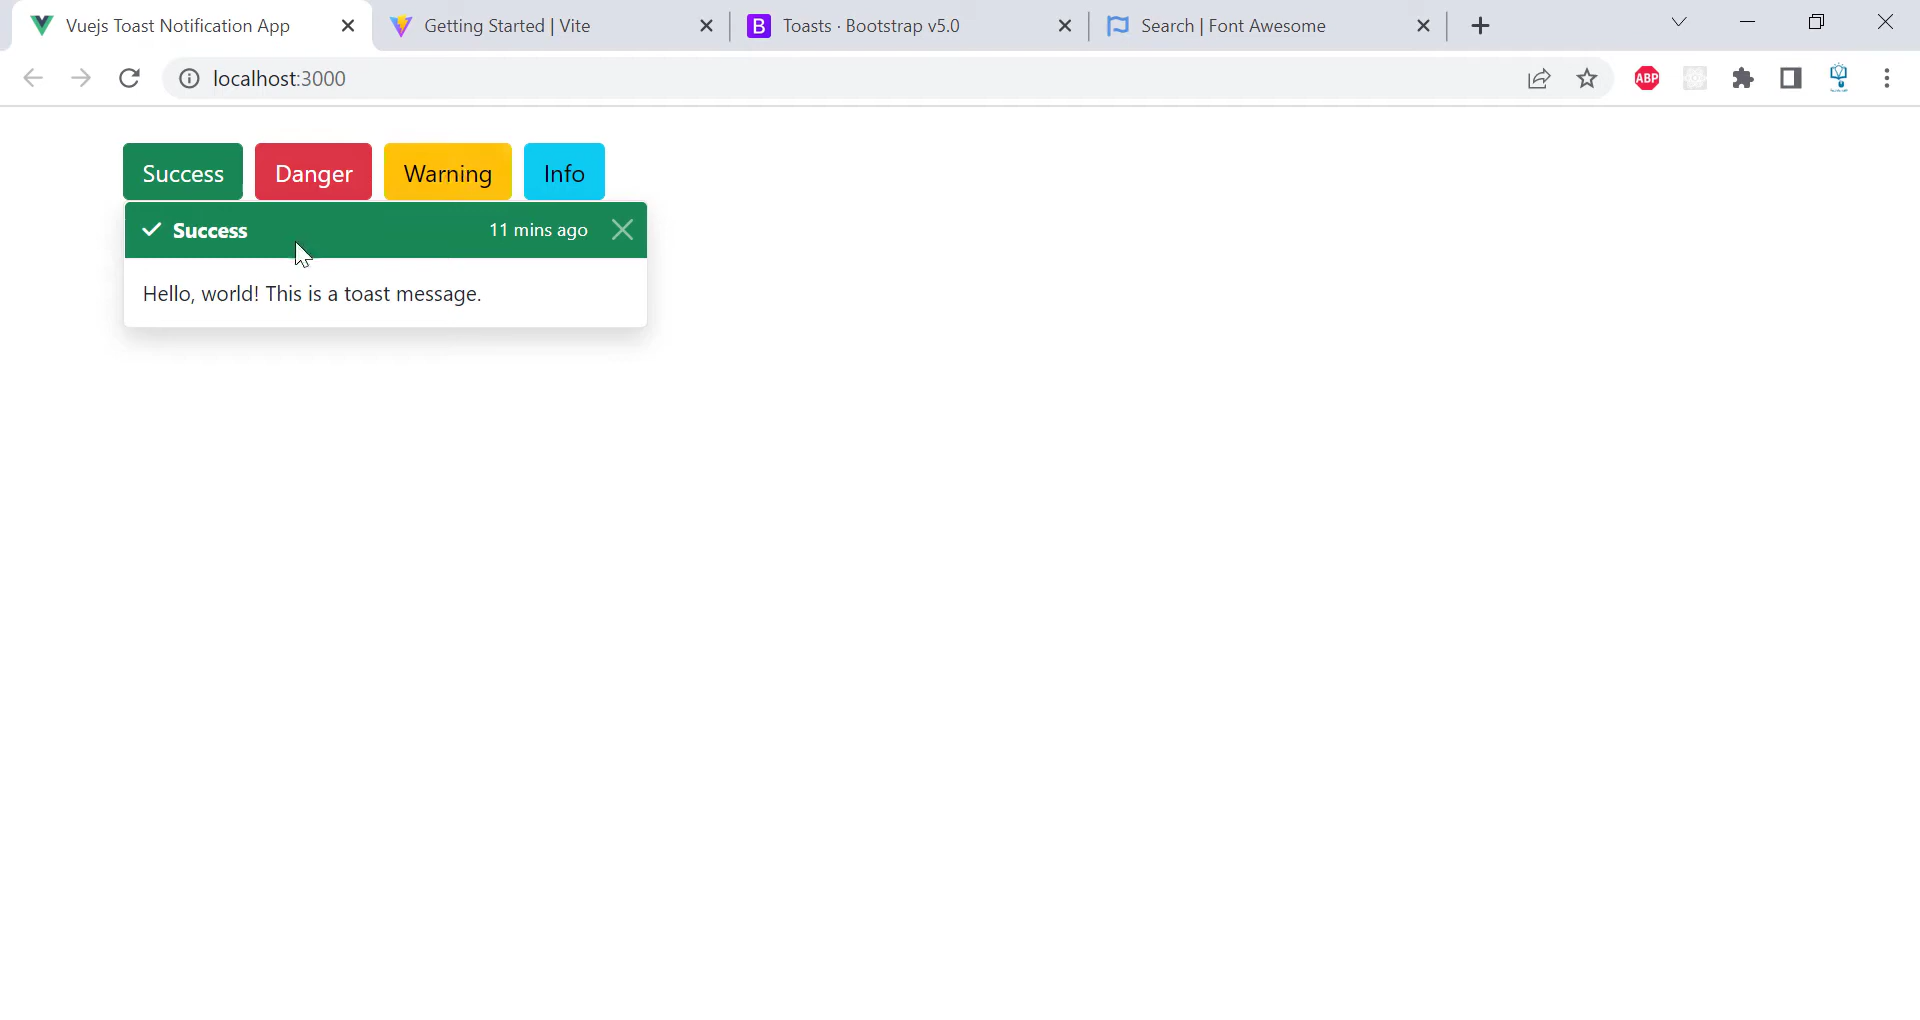 Vuejs Toast Notification App
Getting Started | Vite
B Toasts · Bootstrap v5.0
Search | Font Awesome
localhost:3000
ABP
Success Danger Warning Info
Success 11 mins ago
Hello, world! This is a toast message.